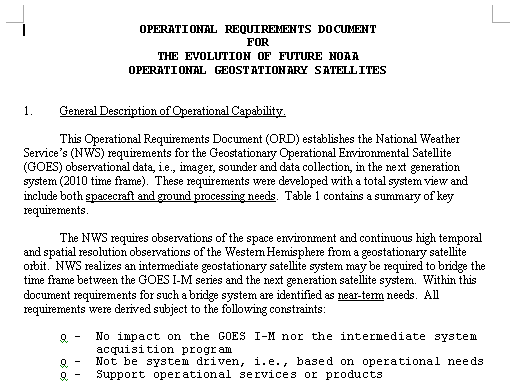 OPERATIONAL REQUIREMENTS DOCUMENT
FOR
THE EVOLUTION OF FUTURE NOAA
OPERATIONAL GEOSTATIONARY SATELLITES
1. General Description of Operational Capability.
This Operational Requirements Document (ORD) establishes the National Weather
Service's (NWS) requirements for the Geostationary Operational Environmental Satellite
(GOES) observational data, i.e., imager, sounder and data collection, in the next generation
system (2010 time frame). These requirements were developed with a total system view and
include both spacecraft and ground processing needs. Table 1 contains a summary of key
requirements.
The NWS requires observations of the space environment and continuous high temporal
and spatial resolution observations of the Western Hemisphere from a geostationary satellite
orbit. NWS realizes an intermediate geostationary satellite system may be required to bridge the
time frame between the GOES I-M series and the next generation satellite system. Within this
document requirements for such a bridge system are identified as near-term needs. All
requirements were derived subject to the following constraints:
o - No impact on the GOES I-M nor the intermediate system
acquisition program
o - Not be system driven, i.e., based on operational needs
o - Support operational services or products